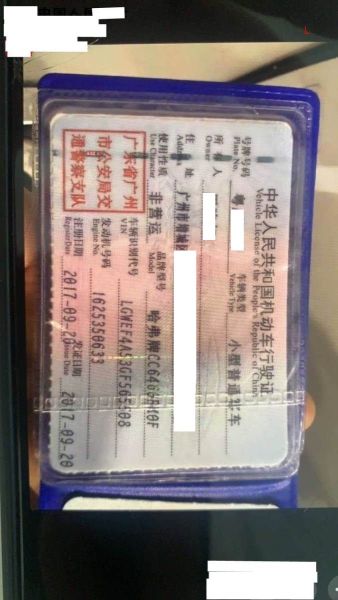 中华人民共和国机动车行驶证
Vehicle License of the People's Republic of China
号牌号码 粤 车辆类型 小型普通客车
Plate No. Vehicle Type
所有人
Owner
住址 广州市增城区
Address
使用性质 非营运 品牌型号 哈弗牌
Use Character Model
广东省广州
市公安局交
通警察支队
车辆识别代号
VIN
发动机号码 1625350633
Engine No.
注册日期 2017-09-20 发证日期 2017-09-20
Register Date Issue Date